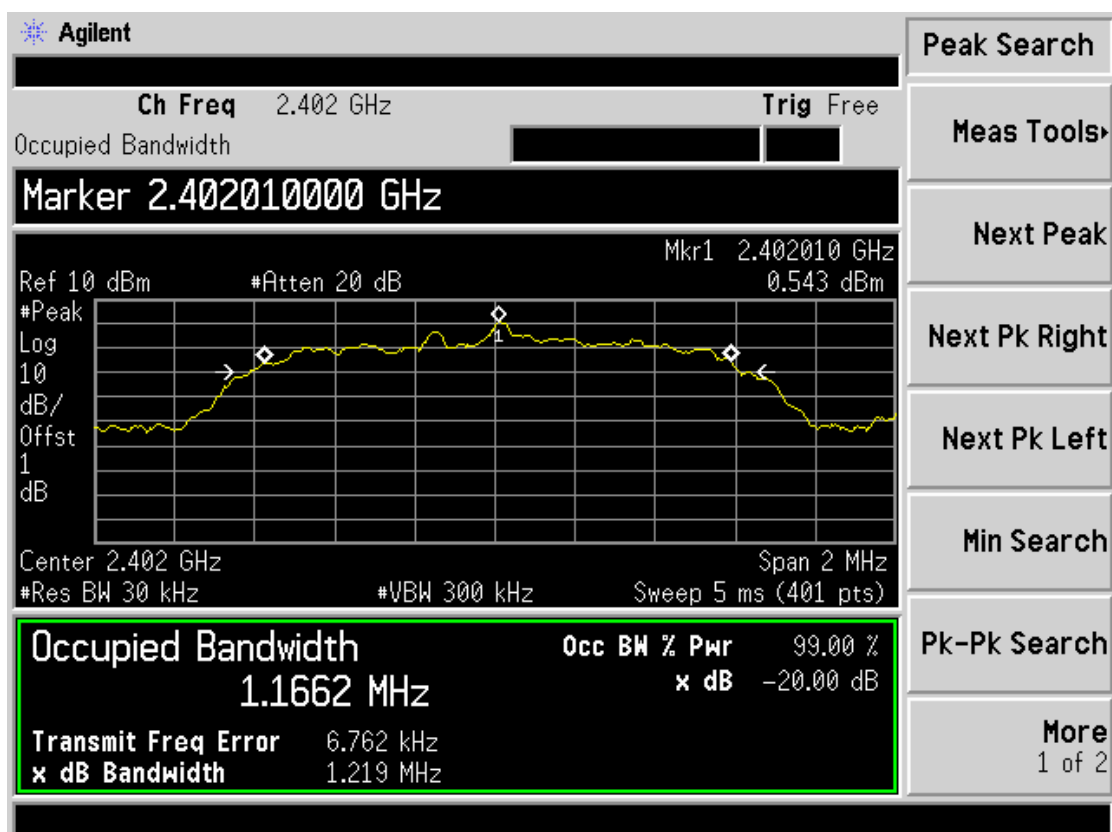 Agilent
Peak Search
Ch Freq 2.402 GHz Trig Free
Occupied Bandwidth
Meas Tools
Marker 2.402010000 GHz
Next Peak
Mkr1 2.402010 GHz
Ref 10 dBm #Atten 20 dB 0.543 dBm
#Peak
Log
10
dB/
Offst
1
dB
1
Next Pk Right
Next Pk Left
Center 2.402 GHz Span 2 MHz
#Res BW 30 kHz #VBW 300 kHz Sweep 5 ms (401 pts)
Min Search
Occupied Bandwidth Occ BW % Pwr 99.00 %
1.1662 MHz x dB -20.00 dB
Pk-Pk Search
Transmit Freq Error 6.762 kHz
x dB Bandwidth 1.219 MHz
More
1 of 2